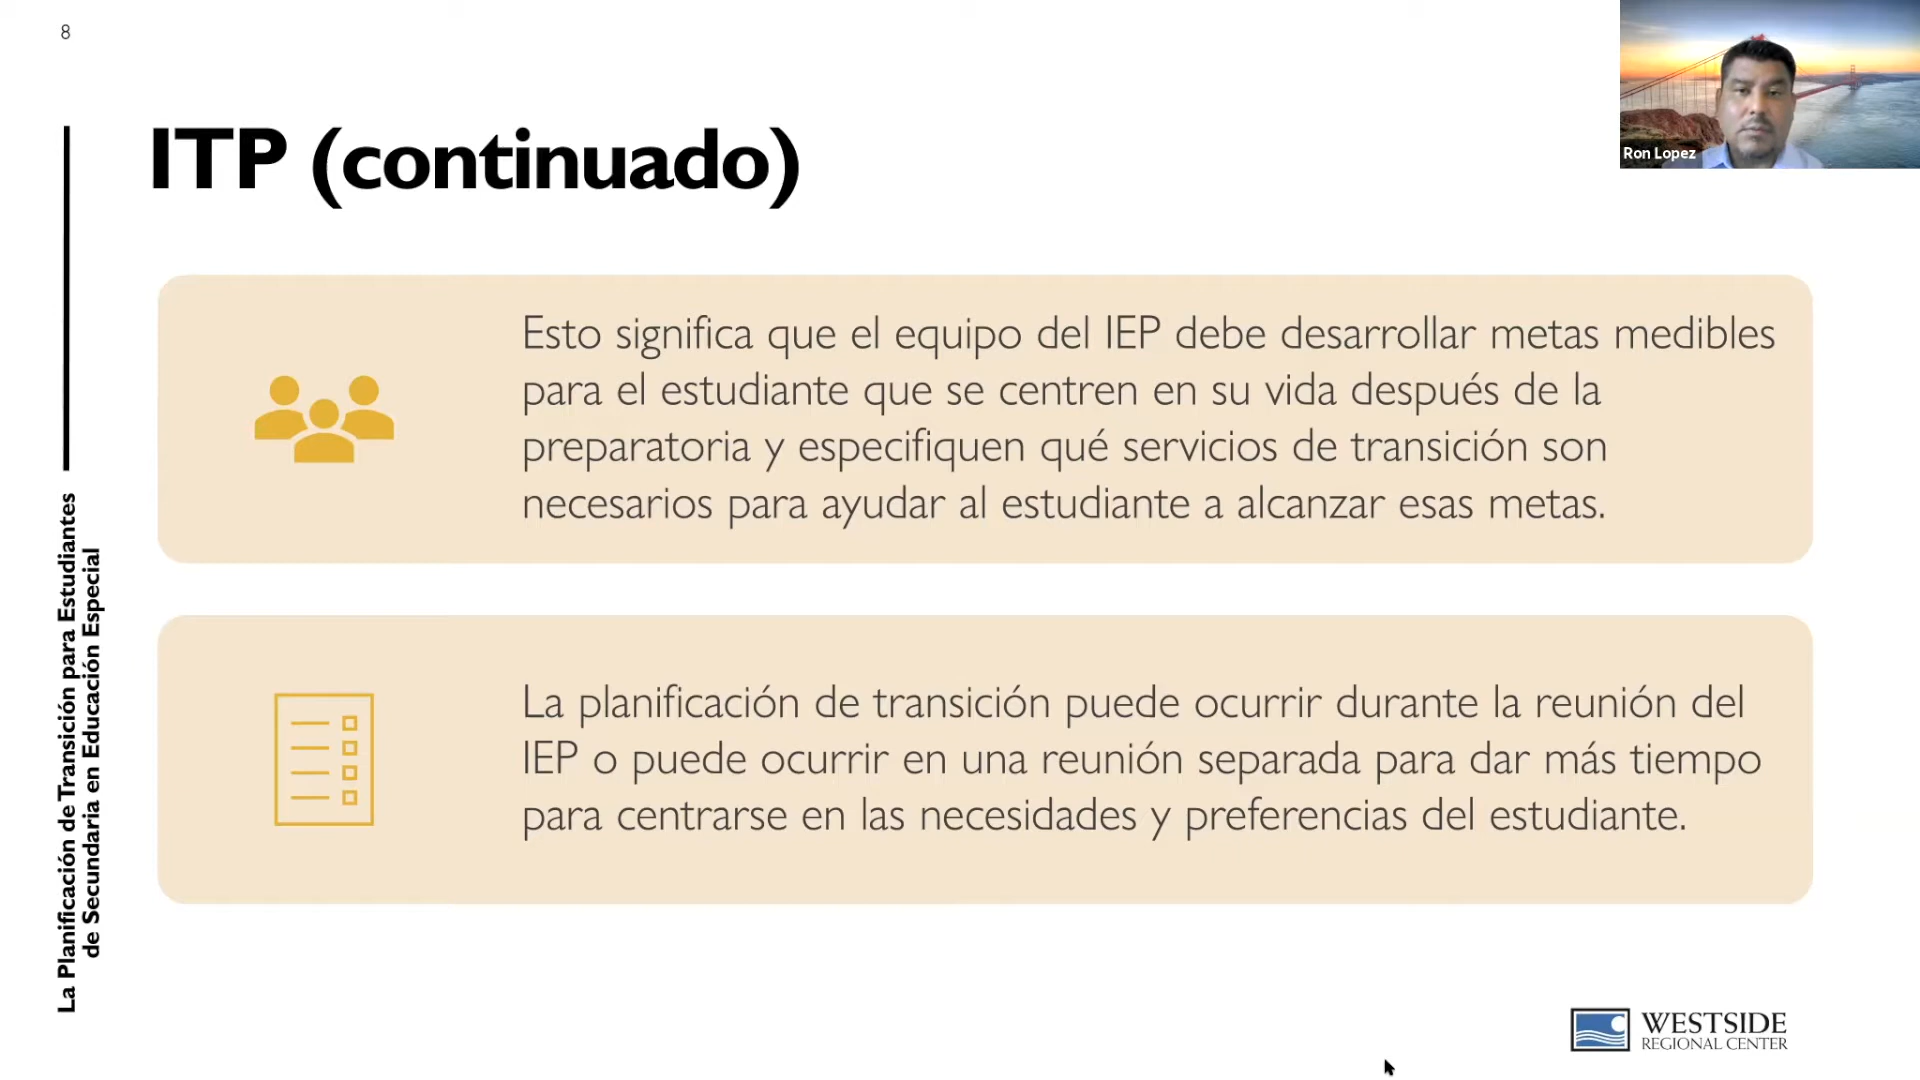 8
ITP (continuado)
Ron Lopez
Esto significa que el equipo del IEP debe desarrollar metas medibles
para el estudiante que se centren en su vida después de la
preparatoria y especifiquen qué servicios de transición son
necesarios para ayudar al estudiante a alcanzar esas metas.
La planificación de transición puede ocurrir durante la reunión del
IEP o puede ocurrir en una reunión separada para dar más tiempo
para centrarse en las necesidades y preferencias del estudiante.
La Planificación de Transición para Estudiantes
de Secundaria en Educación Especial
WESTSIDE
REGIONAL CENTER